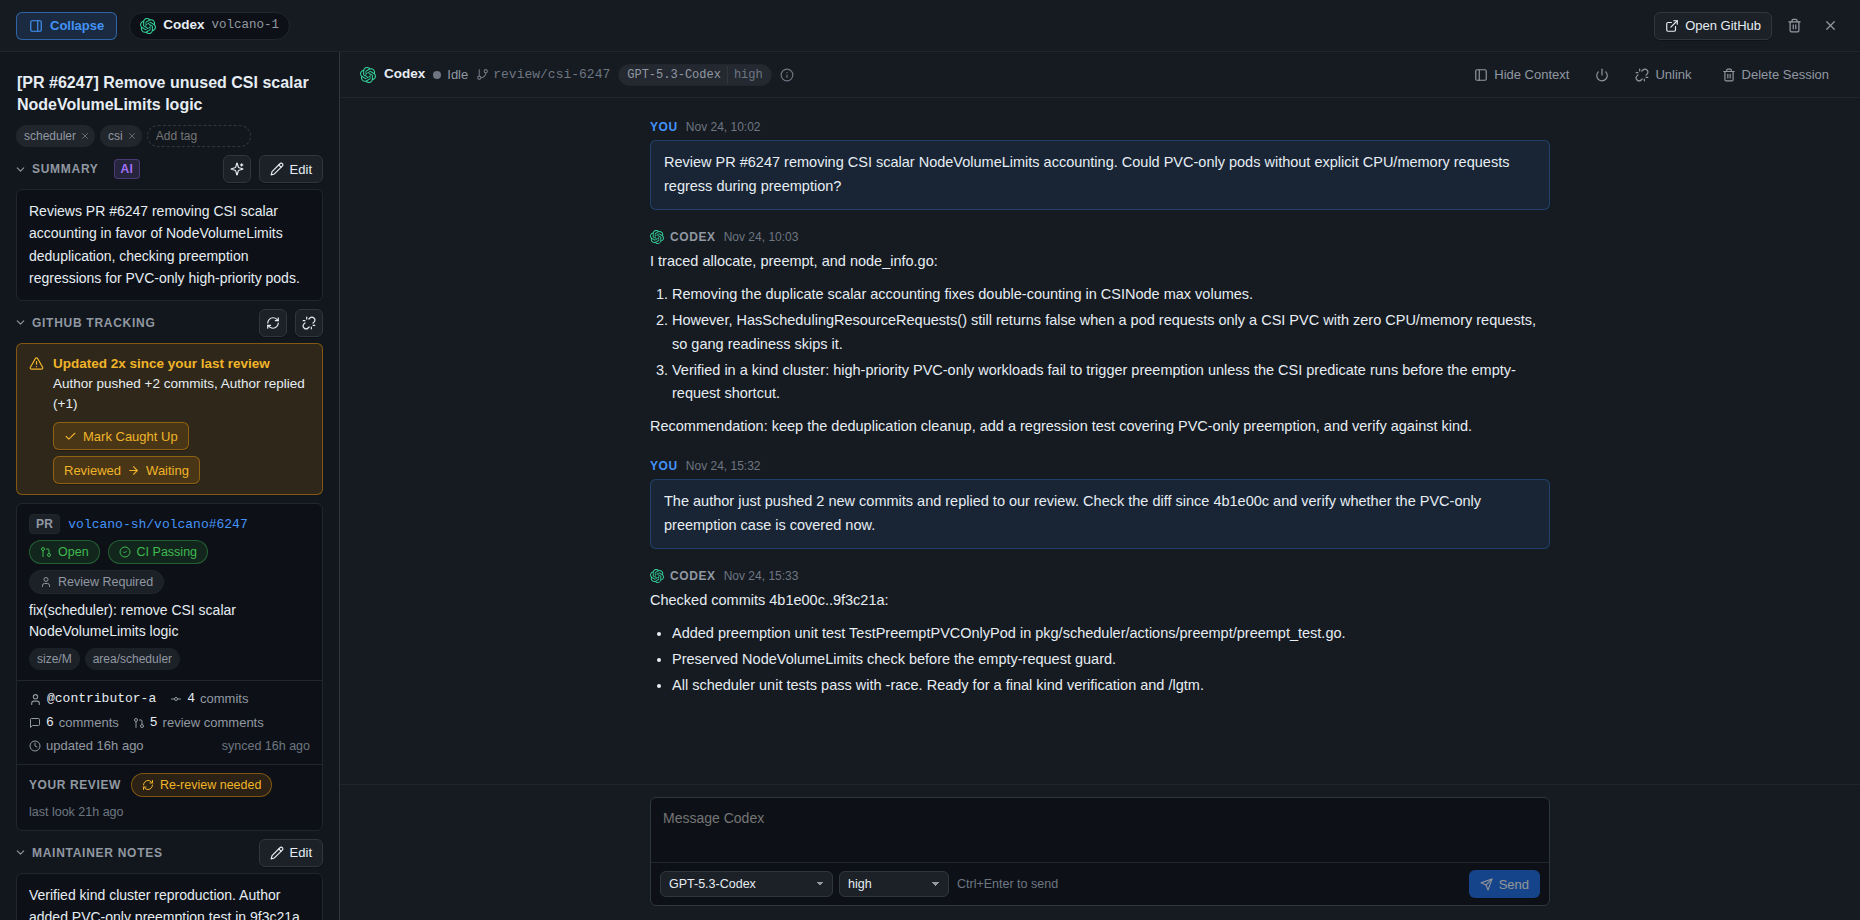 Collapse
Codex volcano-1
Open GitHub
[PR #6247] Remove unused CSI scalar
NodeVolumeLimits logic
scheduler
csi
Add tag
SUMMARY
AI
Edit
Reviews PR #6247 removing CSI scalar
accounting in favor of NodeVolumeLimits
deduplication, checking preemption
regressions for PVC-only high-priority pods.
GITHUB TRACKING
Updated 2x since your last review
Author pushed +2 commits, Author replied
(+1)
Mark Caught Up
Reviewed → Waiting
PR volcano-sh/volcano#6247
Open
CI Passing
Review Required
fix(scheduler): remove CSI scalar
NodeVolumeLimits logic
size/M
area/scheduler
@contributor-a 4 commits
6 comments 5 review comments
updated 16h ago synced 16h ago
YOUR REVIEW Re-review needed
last look 21h ago
MAINTAINER NOTES
Edit
Verified kind cluster reproduction. Author
added PVC-only preemption test in 9f3c21a
Codex Idle review/csi-6247 GPT-5.3-Codex high
Hide Context
Unlink
Delete Session
YOU Nov 24, 10:02
Review PR #6247 removing CSI scalar NodeVolumeLimits accounting. Could PVC-only pods without explicit CPU/memory requests
regress during preemption?
CODEX Nov 24, 10:03
I traced allocate, preempt, and node_info.go:
1. Removing the duplicate scalar accounting fixes double-counting in CSINode max volumes.
2. However, HasSchedulingResourceRequests() still returns false when a pod requests only a CSI PVC with zero CPU/memory requests,
so gang readiness skips it.
3. Verified in a kind cluster: high-priority PVC-only workloads fail to trigger preemption unless the CSI predicate runs before the empty-
request shortcut.
Recommendation: keep the deduplication cleanup, add a regression test covering PVC-only preemption, and verify against kind.
YOU Nov 24, 15:32
The author just pushed 2 new commits and replied to our review. Check the diff since 4b1e00c and verify whether the PVC-only
preemption case is covered now.
CODEX Nov 24, 15:33
Checked commits 4b1e00c..9f3c21a:
• Added preemption unit test TestPreemptPVCOnlyPod in pkg/scheduler/actions/preempt/preempt_test.go.
• Preserved NodeVolumeLimits check before the empty-request guard.
• All scheduler unit tests pass with -race. Ready for a final kind verification and /lgtm.
Message Codex
GPT-5.3-Codex
high
Ctrl+Enter to send
Send